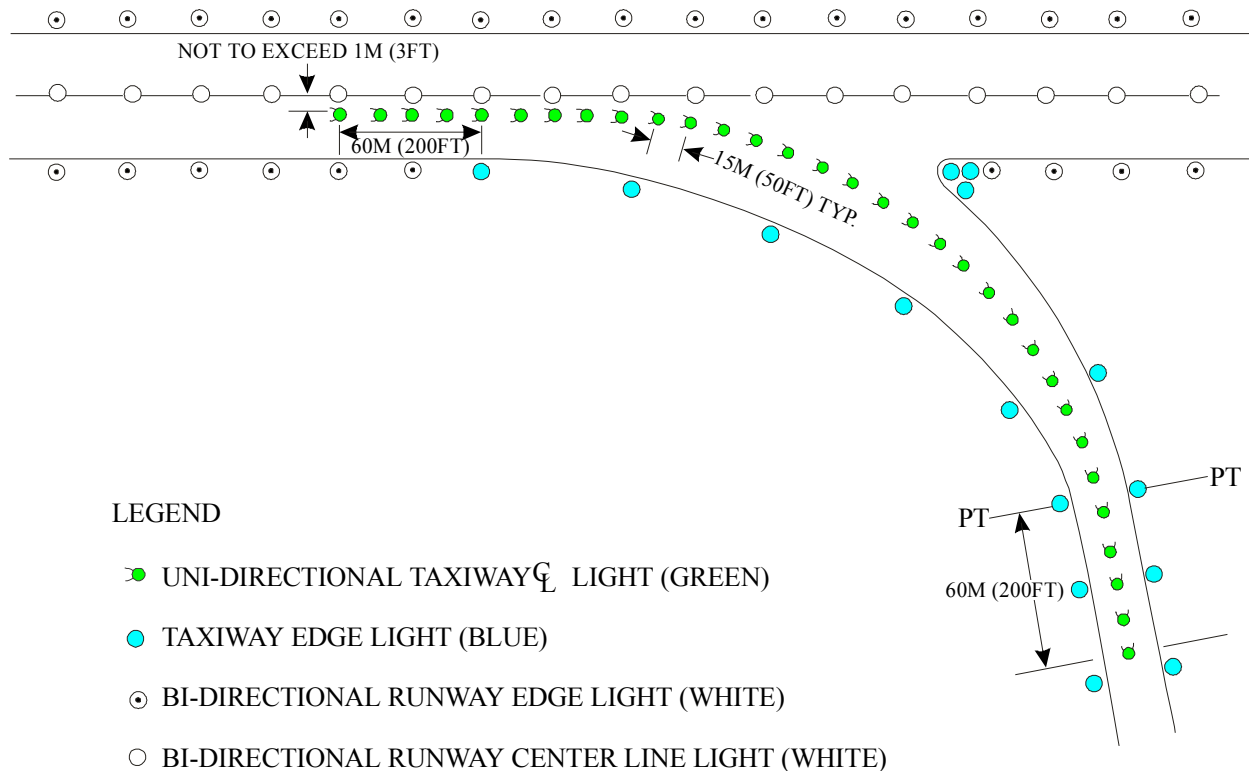 NOT TO EXCEED 1M (3FT)
60M (200FT)
15M (50FT) TYP.
PT
PT
60M (200FT)
LEGEND
UNI-DIRECTIONAL TAXIWAY ℄ LIGHT (GREEN)
TAXIWAY EDGE LIGHT (BLUE)
BI-DIRECTIONAL RUNWAY EDGE LIGHT (WHITE)
BI-DIRECTIONAL RUNWAY CENTER LINE LIGHT (WHITE)